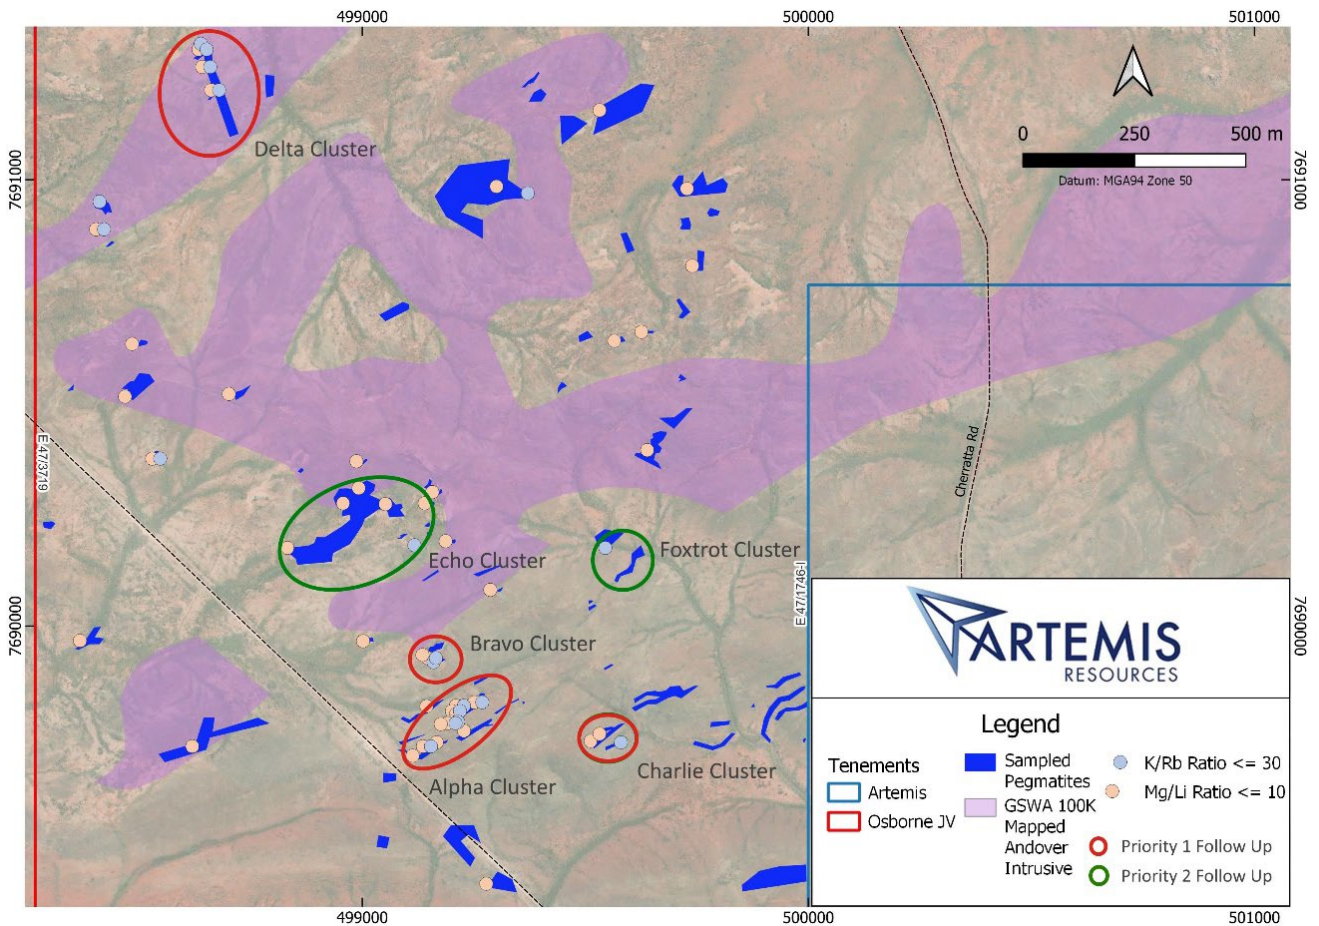 499000
500000
501000
0 250 500 m
Datum: MGA94 Zone 50
7691000
7691000
Delta Cluster
E 47/3719
Cherratta Rd
Echo Cluster
Foxtrot Cluster
E 47/1746-I
7690000
7690000
Bravo Cluster
Charlie Cluster
Alpha Cluster
ARTEMIS
RESOURCES
Legend
Tenements
Artemis
Osborne JV
Sampled
Pegmatites
GSWA 100K
Mapped
Andover
Intrusive
K/Rb Ratio <= 30
Mg/Li Ratio <= 10
Priority 1 Follow Up
Priority 2 Follow Up
499000
500000
501000